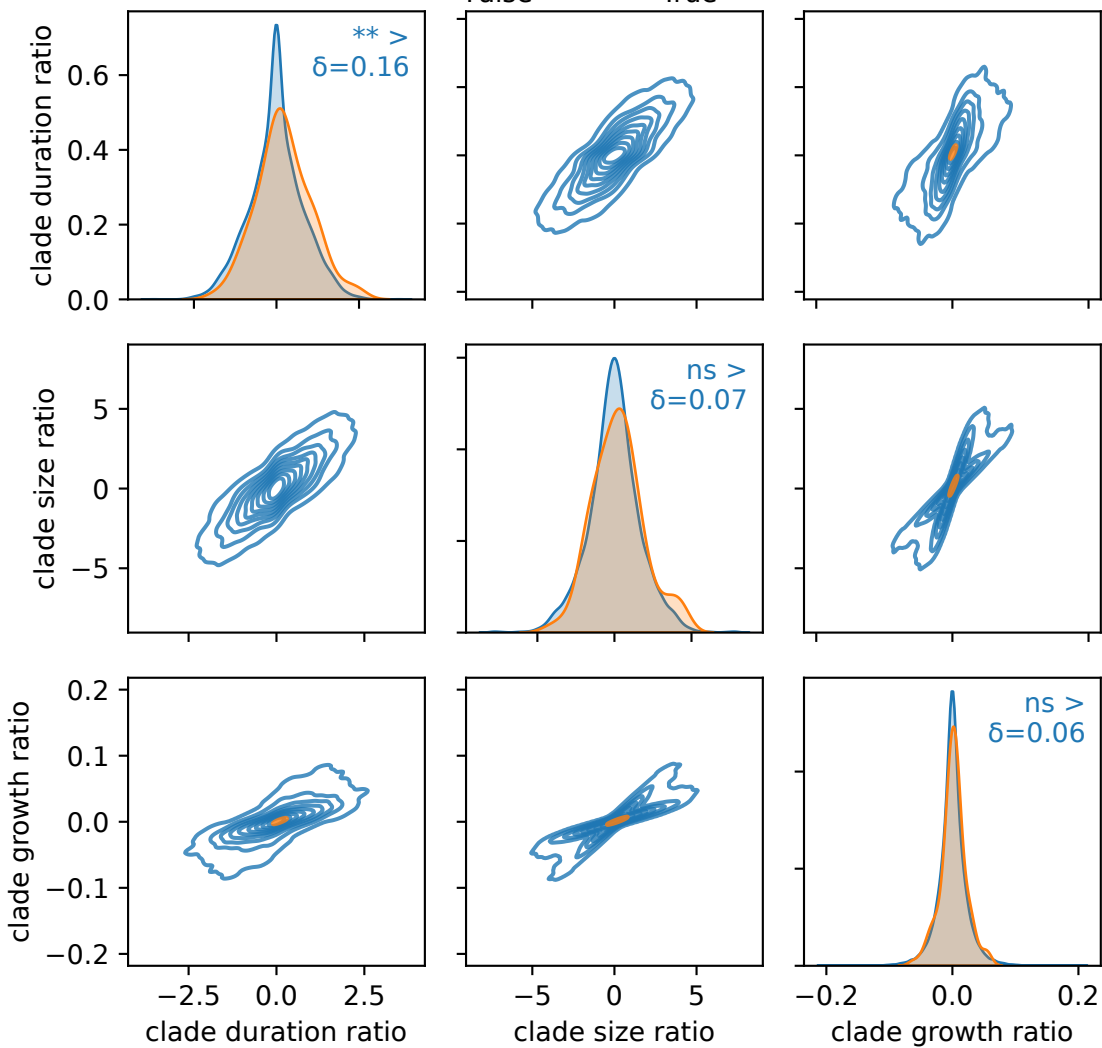 False True
clade duration ratio
0.6
0.4
0.2
0.0
** >
δ=0.16
clade size ratio
5
0
−5
ns >
δ=0.07
clade growth ratio
0.2
0.1
0.0
−0.1
−0.2
ns >
δ=0.06
−2.5 0.0 2.5 −5 0 5 −0.2 0.0 0.2
clade duration ratio clade size ratio clade growth ratio